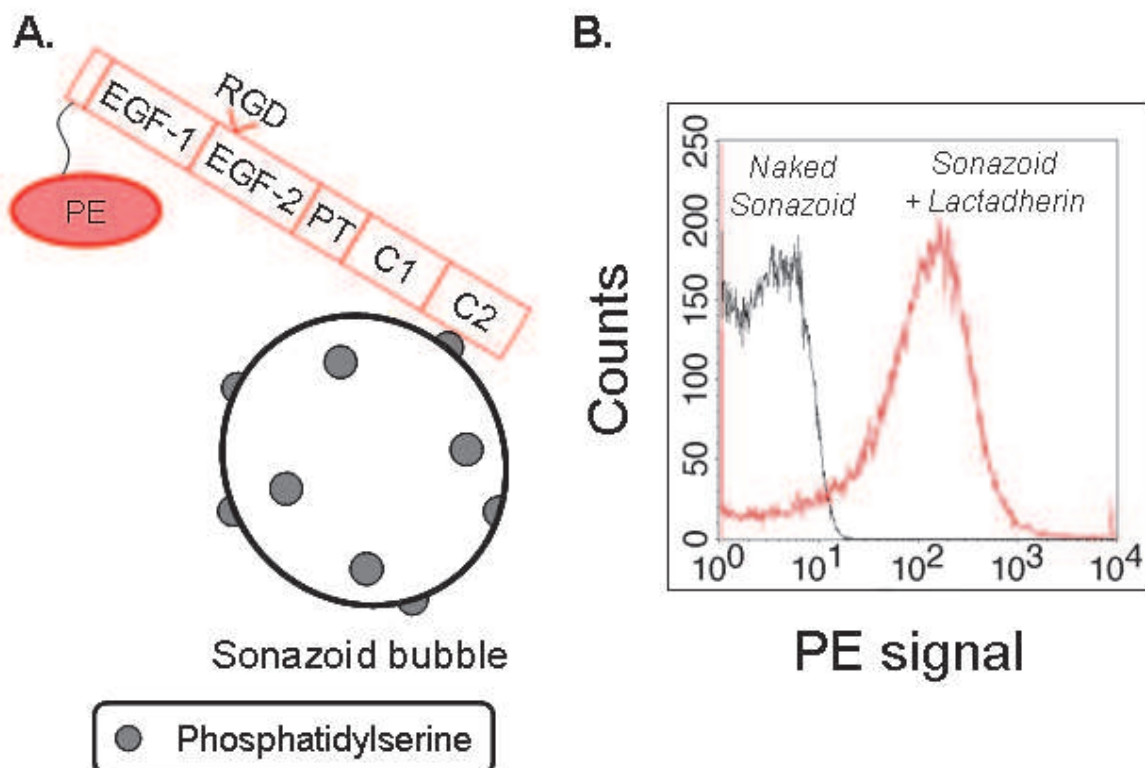 A.
RGD
EGF-1
EGF-2
PT
C1
C2
PE
Sonazoid bubble
Phosphatidylserine
B.
Naked
Sonazoid
Sonazoid
+ Lactadherin
Counts
250
200
150
100
50
0
10⁰ 10¹ 10² 10³ 10⁴
PE signal